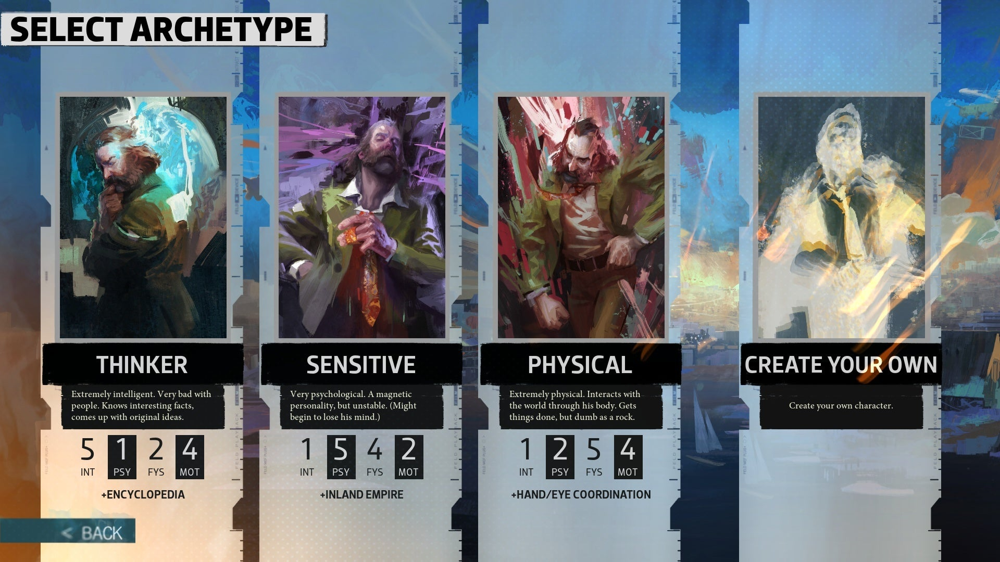 SELECT ARCHETYPE
THINKER
Extremely intelligent. Very bad with
people. Knows interesting facts,
comes up with original ideas.
5 1 2 4
INT PSY FYS MOT
+ENCYCLOPEDIA
SENSITIVE
Very psychological. A magnetic
personality, but unstable. (Might
begin to lose his mind.)
1 5 4 2
INT PSY FYS MOT
+INLAND EMPIRE
PHYSICAL
Extremely physical. Interacts with
the world through his body. Gets
things done, but dumb as a rock.
1 2 5 4
INT PSY FYS MOT
+HAND/EYE COORDINATION
CREATE YOUR OWN
Create your own character.
< BACK